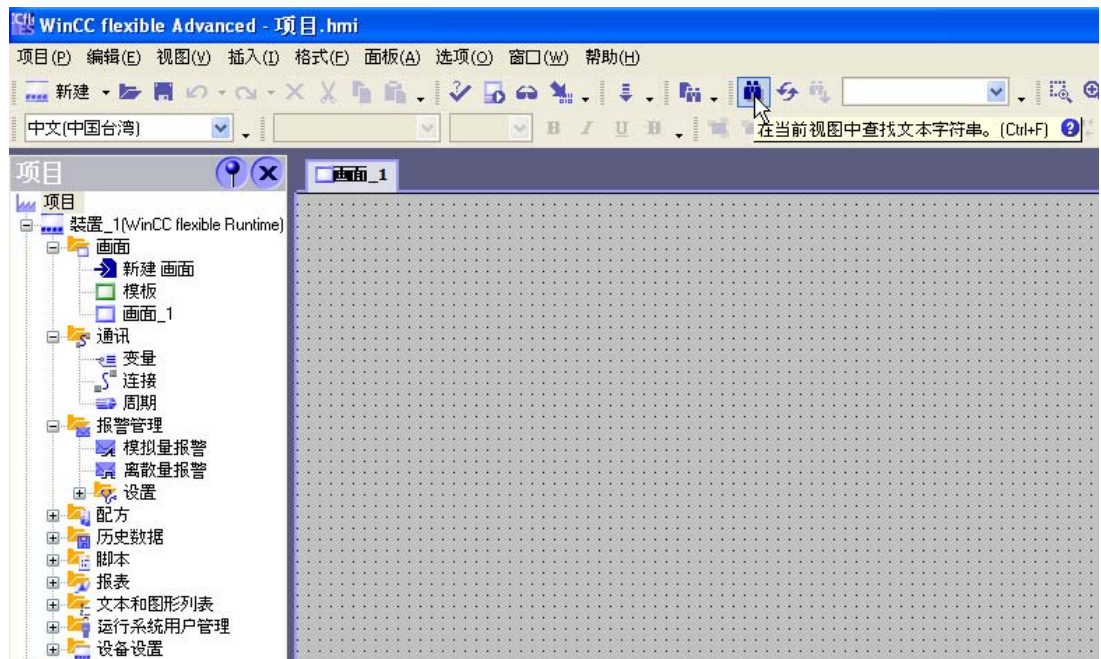 WinCC flexible Advanced - 项目.hmi
项目(P) 编辑(E) 视图(V) 插入(I) 格式(F) 面板(A) 选项(O) 窗口(W) 帮助(H)
新建
中文(中国台湾)
B I U
在当前视图中查找文本字符串。(Ctrl+F)
项目
画面_1
项目
装置_1(WinCC flexible Runtime)
画面
新建 画面
模板
画面_1
通讯
变量
连接
周期
报警管理
模拟量报警
离散量报警
设置
配方
历史数据
脚本
报表
文本和图形列表
运行系统用户管理
设备设置